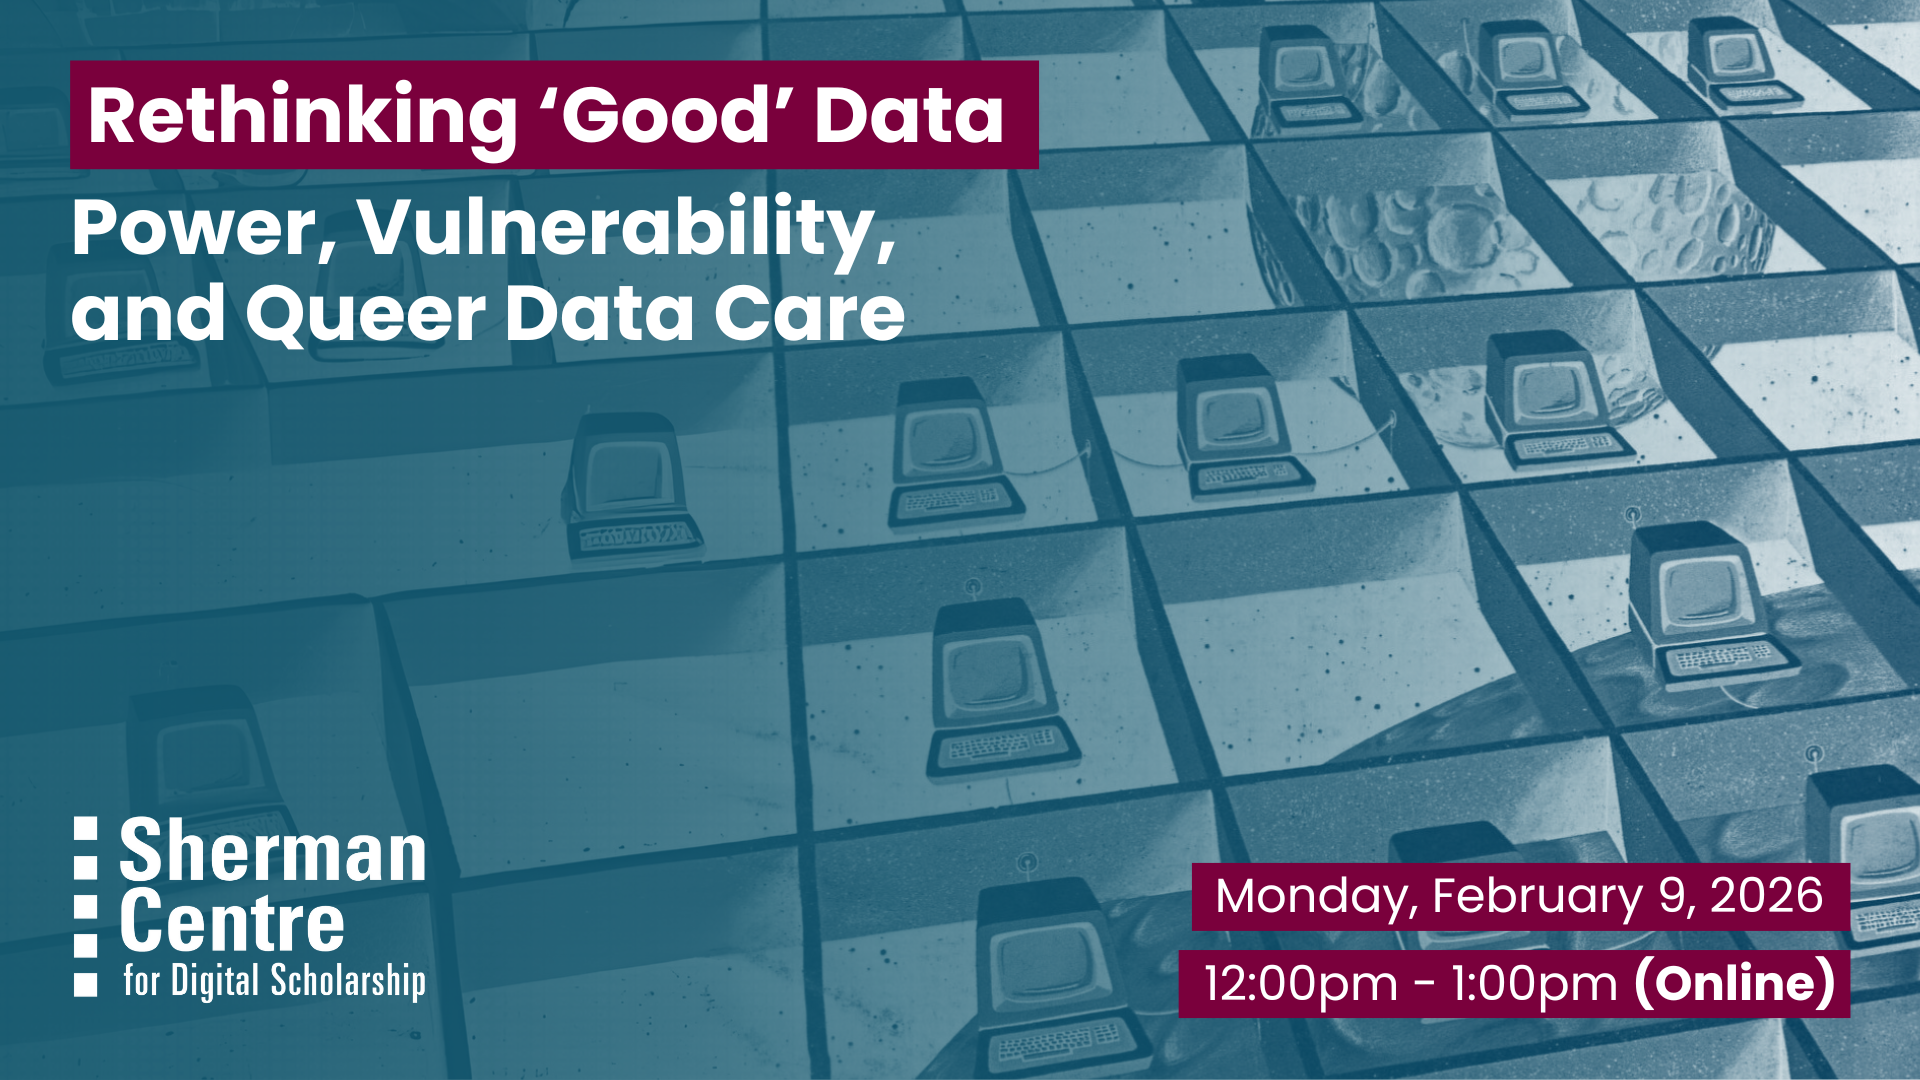 Rethinking ‘Good’ Data
Power, Vulnerability,
and Queer Data Care
Sherman
Centre
for Digital Scholarship
Monday, February 9, 2026
12:00pm - 1:00pm (Online)